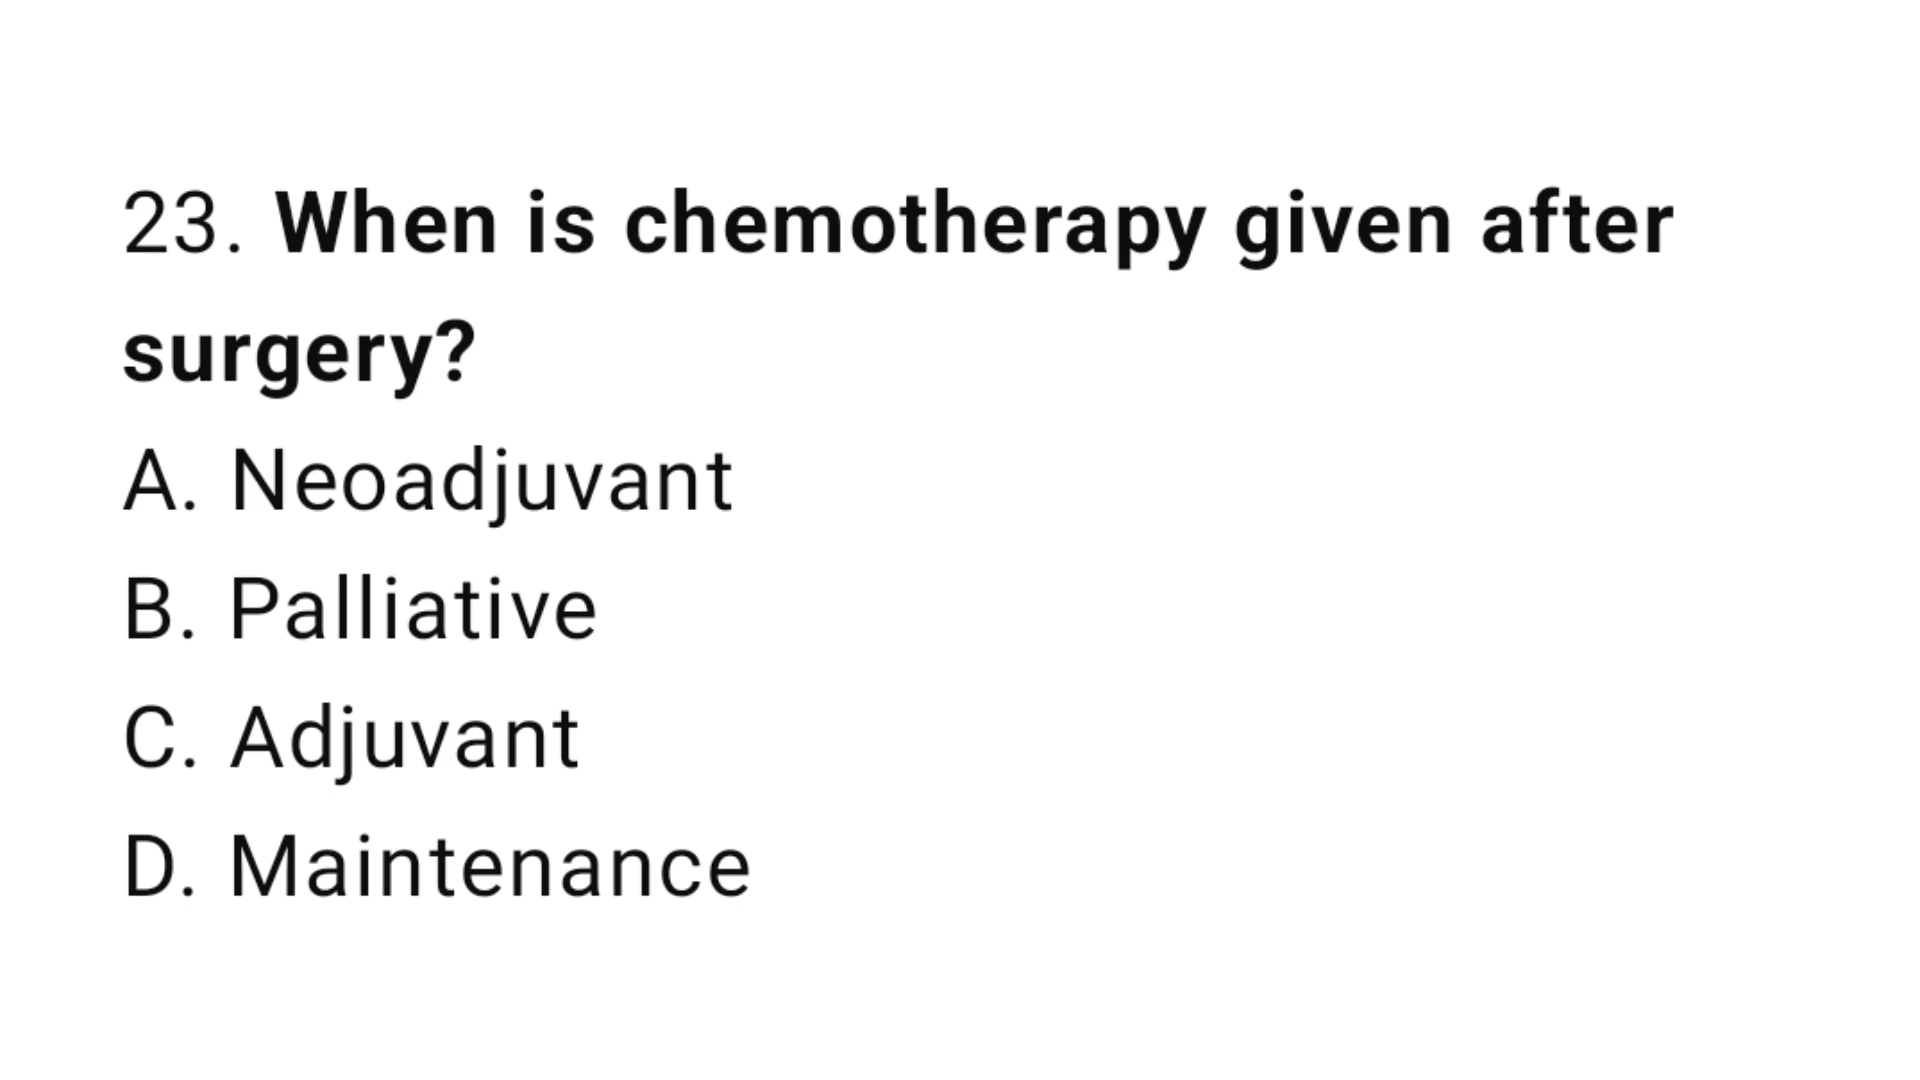 23. When is chemotherapy given after
surgery?
A. Neoadjuvant
B. Palliative
C. Adjuvant
D. Maintenance